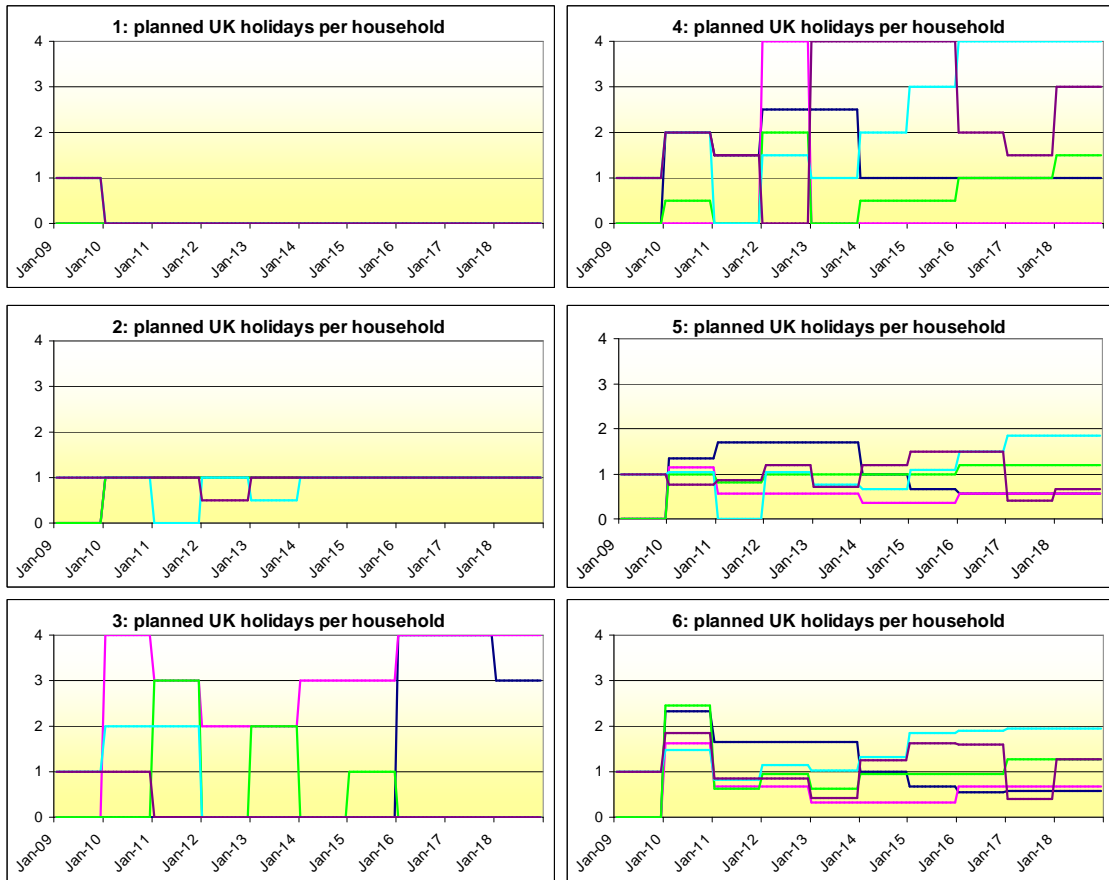 1: planned UK holidays per household
4
3
2
1
0
Jan-09 Jan-10 Jan-11 Jan-12 Jan-13 Jan-14 Jan-15 Jan-16 Jan-17 Jan-18
2: planned UK holidays per household
4
3
2
1
0
Jan-09 Jan-10 Jan-11 Jan-12 Jan-13 Jan-14 Jan-15 Jan-16 Jan-17 Jan-18
3: planned UK holidays per household
4
3
2
1
0
Jan-09 Jan-10 Jan-11 Jan-12 Jan-13 Jan-14 Jan-15 Jan-16 Jan-17 Jan-18
4: planned UK holidays per household
4
3
2
1
0
Jan-09 Jan-10 Jan-11 Jan-12 Jan-13 Jan-14 Jan-15 Jan-16 Jan-17 Jan-18
5: planned UK holidays per household
4
3
2
1
0
Jan-09 Jan-10 Jan-11 Jan-12 Jan-13 Jan-14 Jan-15 Jan-16 Jan-17 Jan-18
6: planned UK holidays per household
4
3
2
1
0
Jan-09 Jan-10 Jan-11 Jan-12 Jan-13 Jan-14 Jan-15 Jan-16 Jan-17 Jan-18